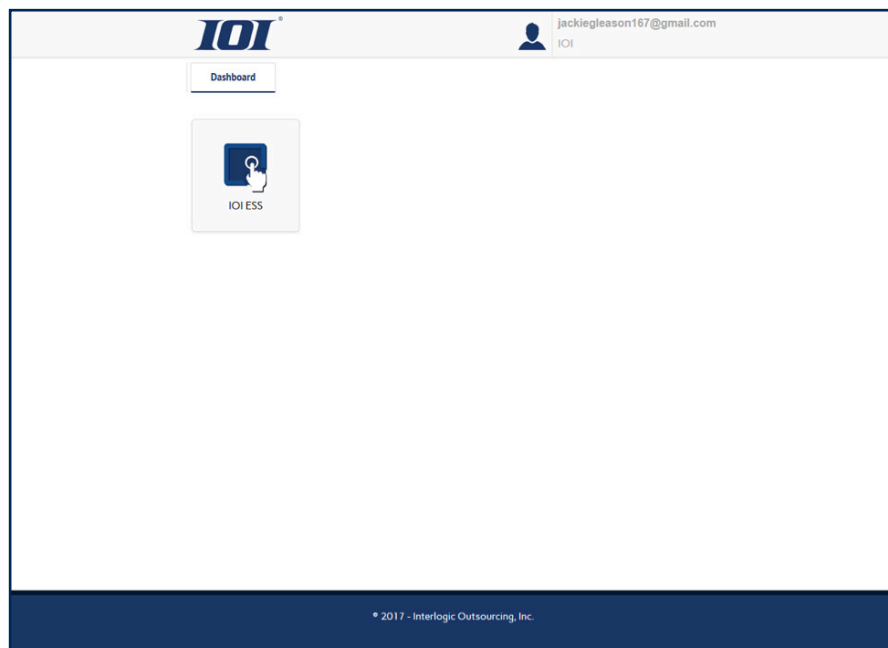 IOI®
jackiegleason167@gmail.com
IOI
Dashboard
IOI ESS
© 2017 - Interlogic Outsourcing, Inc.